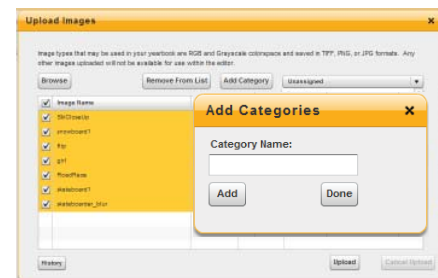 Upload Images
Image types that may be used in your yearbook are RGB and Grayscale colorspace and saved in TIFF, PNG, or JPG formats. Any
other images uploaded will not be available for use within the editor.
Browse Remove From List Add Category Unassigned
Image Name
SkiCloseUp
snowboard1
flip
girl
skateboard1
skateboarder_blur
Add Categories
Category Name:
Add Done
History Upload Cancel Upload